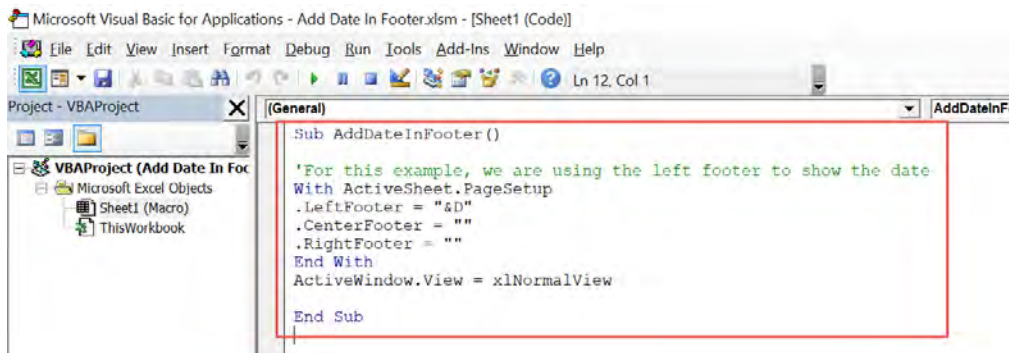 Microsoft Visual Basic for Applications - Add Date In Footer.xlsm - [Sheet1 (Code)]
File Edit View Insert Format Debug Run Tools Add-Ins Window Help
Ln 12, Col 1
Project - VBAProject
(General)
AddDateInF
VBAProject (Add Date In Foo
Microsoft Excel Objects
Sheet1 (Macro)
ThisWorkbook
Sub AddDateInFooter()
'For this example, we are using the left footer to show the date
With ActiveSheet.PageSetup
.LeftFooter = "&D"
.CenterFooter = ""
.RightFooter = ""
End With
ActiveWindow.View = xlNormalView
End Sub